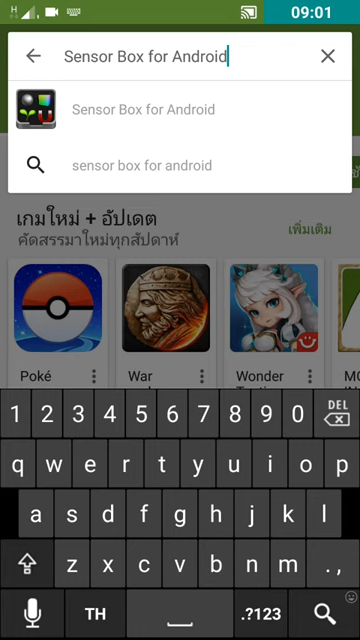 H
09:01
Sensor Box for Android
Sensor Box for Android
sensor box for android
เกมใหม่ + อัปเดต
คัดสรรมาใหม่ทุกสัปดาห์
เพิ่มเติม
Poké
War
Wonder
MO
1 2 3 4 5 6 7 8 9 0 DEL
q w e r t y u i o p
a s d f g h j k l
z x c v b n m . ,
TH .?123